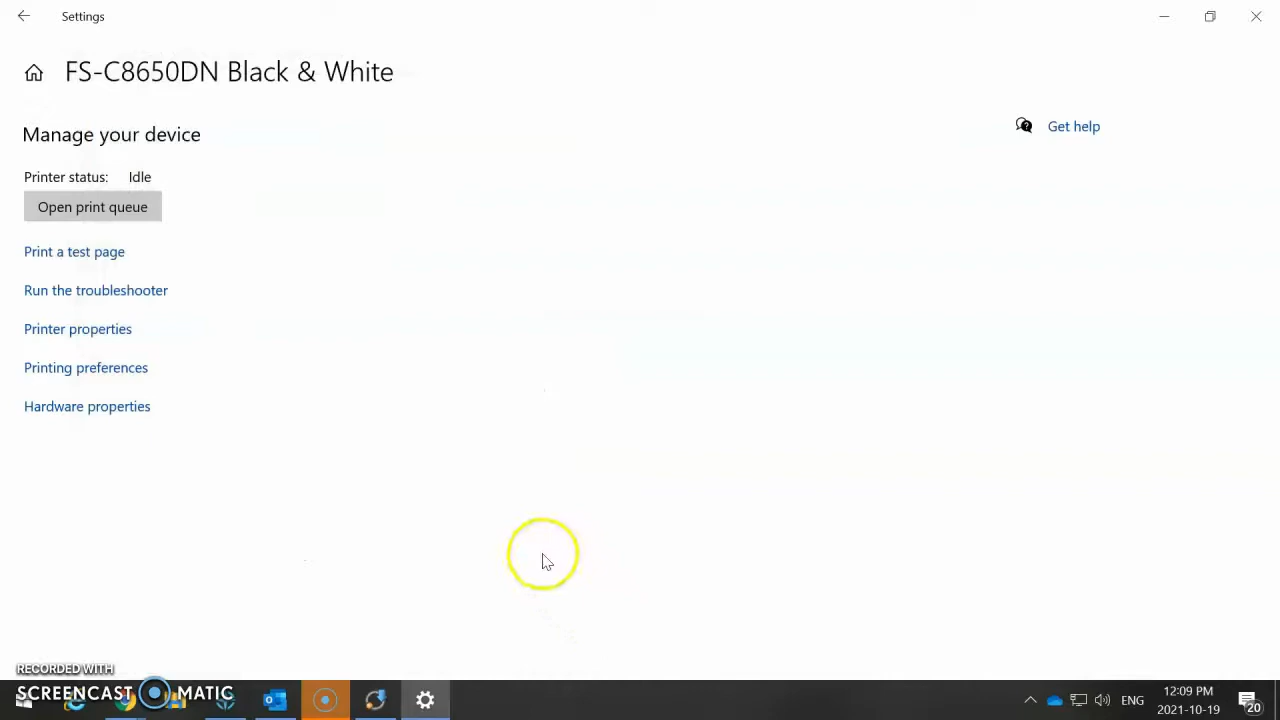 Settings
FS-C8650DN Black & White
Manage your device
Get help
Printer status: Idle
Open print queue
Print a test page
Run the troubleshooter
Printer properties
Printing preferences
Hardware properties
RECORDED WITH
SCREENCAST MATIC
ENG
12:09 PM
2021-10-19
20